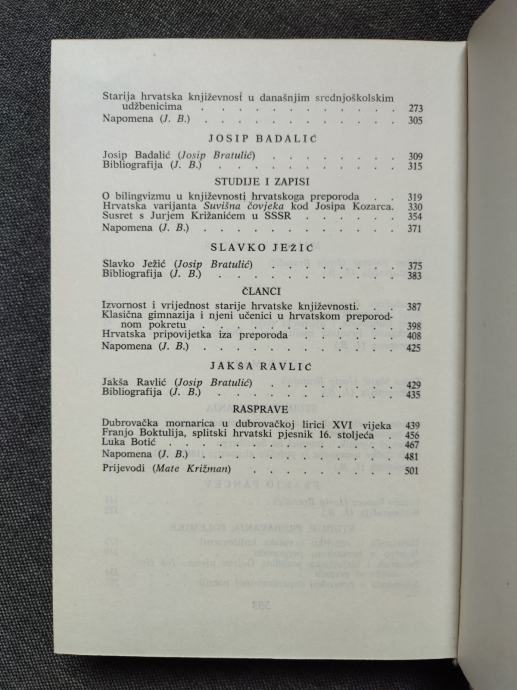 Starija hrvatska književnost u današnjim srednjoškolskim
udžbenicima . . . . . . . . . . . 273
Napomena (J. B.) . . . . . . . . . . . 305
JOSIP BADALIĆ
Josip Badalić (Josip Bratulić) . . . . . . . . 309
Bibliografija (J. B.) . . . . . . . . . . . 315
STUDIJE I ZAPISI
O bilingvizmu u književnosti hrvatskoga preporoda . . 319
Hrvatska varijanta Suvišna čovjeka kod Josipa Kozarca. 330
Susret s Jurjem Križanićem u SSSR . . . . . . 354
Napomena (J. B.) . . . . . . . . . . . 371
SLAVKO JEŽIĆ
Slavko Ježić (Josip Bratulić) . . . . . . . . 375
Bibliografija (J. B.) . . . . . . . . . . . 383
ČLANCI
Izvornost i vrijednost starije hrvatske književnosti. . . 387
Klasična gimnazija i njeni učenici u hrvatskom preporod-
nom pokretu . . . . . . . . . . . 398
Hrvatska pripovijetka iza preporoda . . . . . . 408
Napomena (J. B.) . . . . . . . . . . . 425
JAKŠA RAVLIĆ
Jakša Ravlić (Josip Bratulić) . . . . . . . . 429
Bibliografija (J. B.) . . . . . . . . . . . 435
RASPRAVE
Dubrovačka mornarica u dubrovačkoj lirici XVI vijeka 439
Franjo Boktulija, splitski hrvatski pjesnik 16. stoljeća . 456
Luka Botić . . . . . . . . . . . . . 467
Napomena (J. B.) . . . . . . . . . . . 481
Prijevodi (Mate Križman) . . . . . . . . . 501